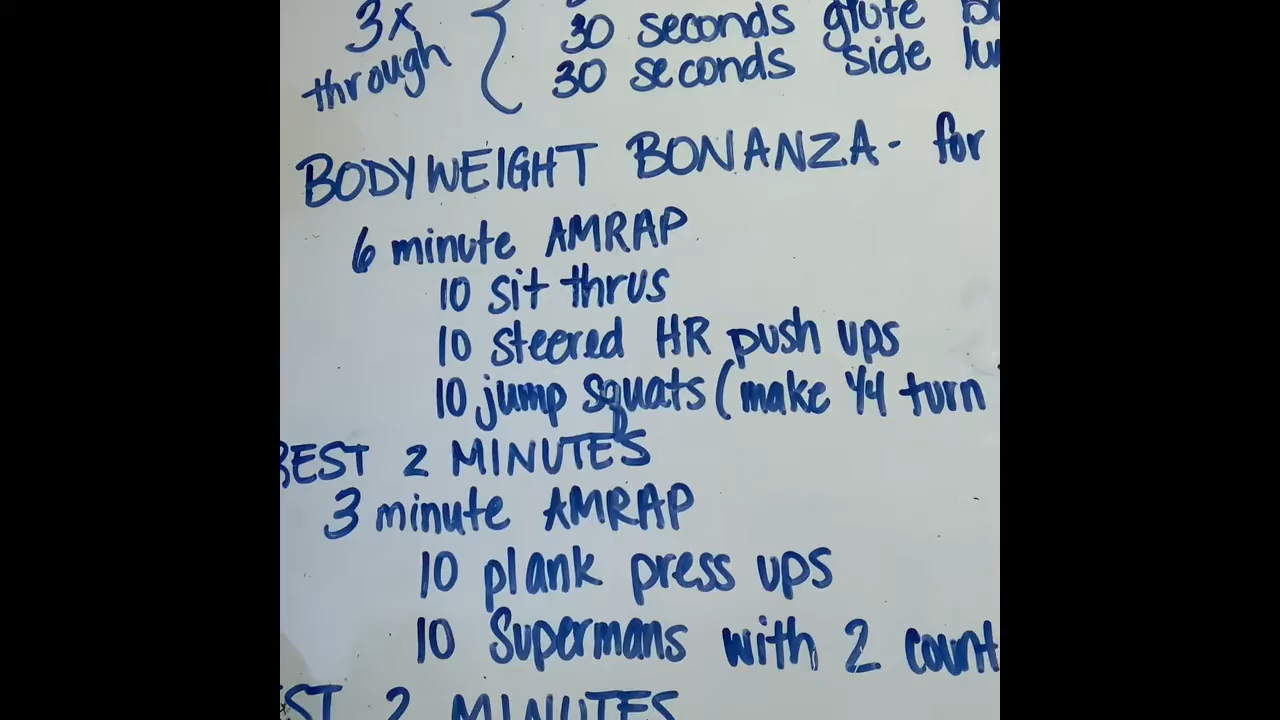 3x
through
30 seconds glute
30 seconds side
BODYWEIGHT BONANZA - for
6 minute AMRAP
10 sit thrus
10 steered HR push ups
10 jump squats (make 1/4 turn
REST 2 MINUTES
3 minute AMRAP
10 plank press ups
10 Supermans with 2 count
2 MINUTES